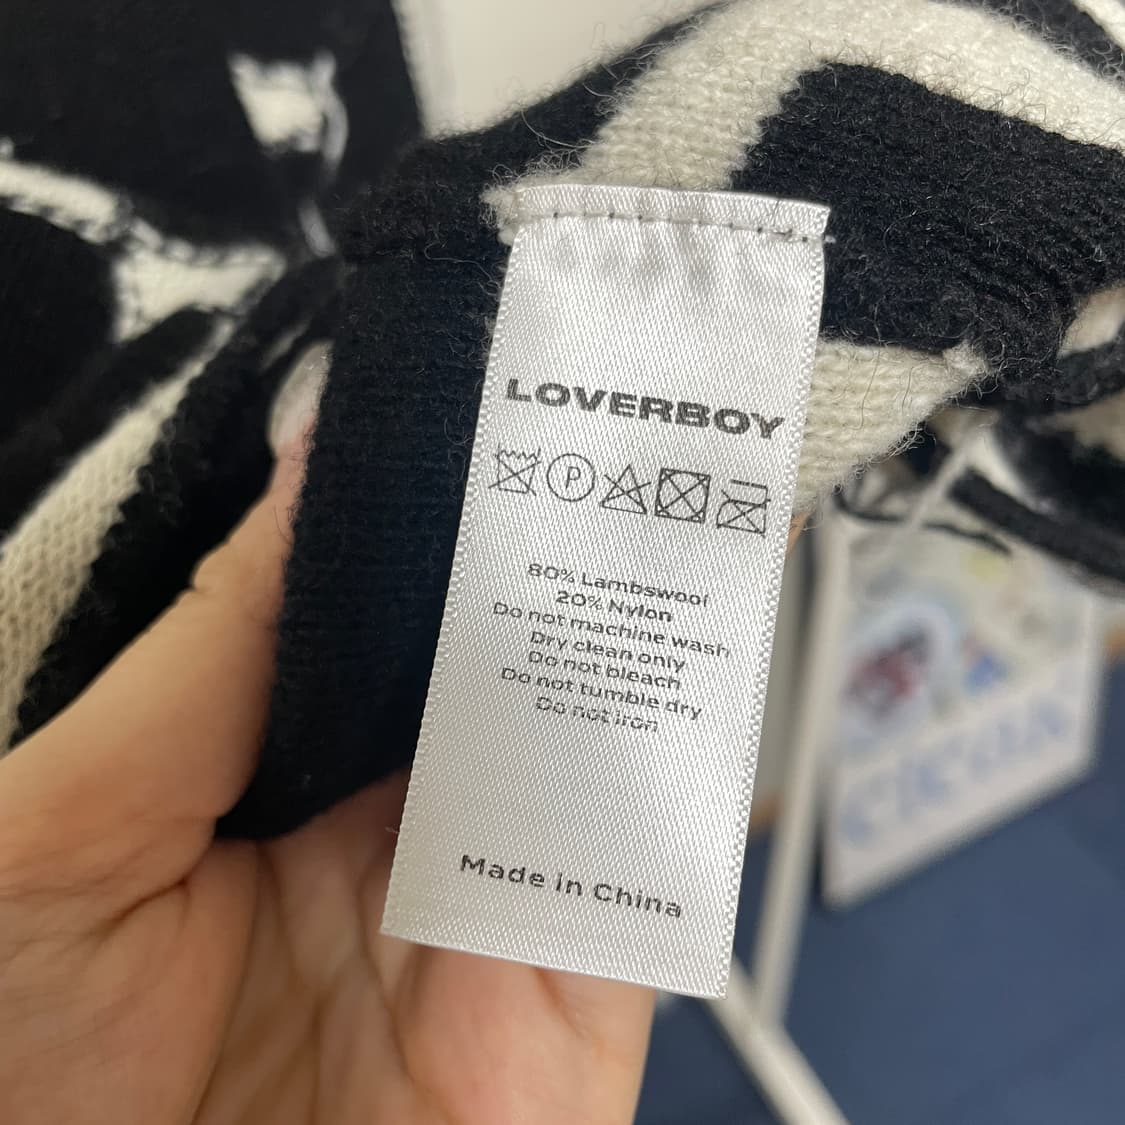 LOVERBOY
P
80% Lambswool
20% Nylon
Do not machine wash
Dry clean only
Do not bleach
Do not tumble dry
Do not iron
Made in China